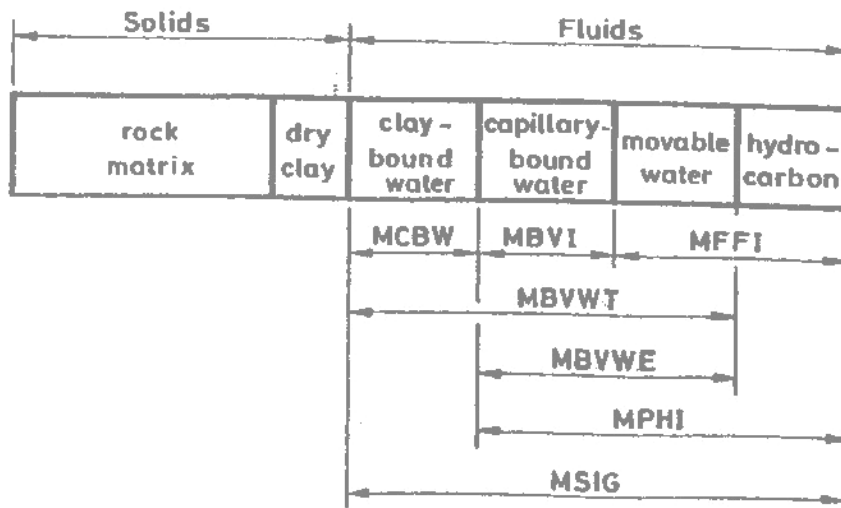 Solids
Fluids
rock
matrix
dry
clay
clay-
bound
water
capillary-
bound
water
movable
water
hydro-
carbon
MCBW
MBVI
MFFI
MBVWT
MBVWE
MPHI
MSIG